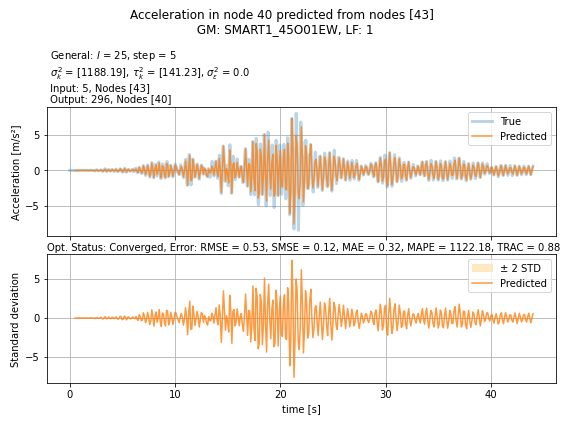 Acceleration in node 40 predicted from nodes [43]
GM: SMART1_45O01EW, LF: 1
General: l = 25, step = 5
σ²ₖ = [1188.19], τ²ₖ = [141.23], σ²ε = 0.0
Input: 5, Nodes [43]
Output: 296, Nodes [40]
Acceleration [m/s²]
5
0
−5
True
Predicted
Opt. Status: Converged, Error: RMSE = 0.53, SMSE = 0.12, MAE = 0.32, MAPE = 1122.18, TRAC = 0.88
Standard deviation
5
0
−5
± 2 STD
Predicted
0 10 20 30 40
time [s]